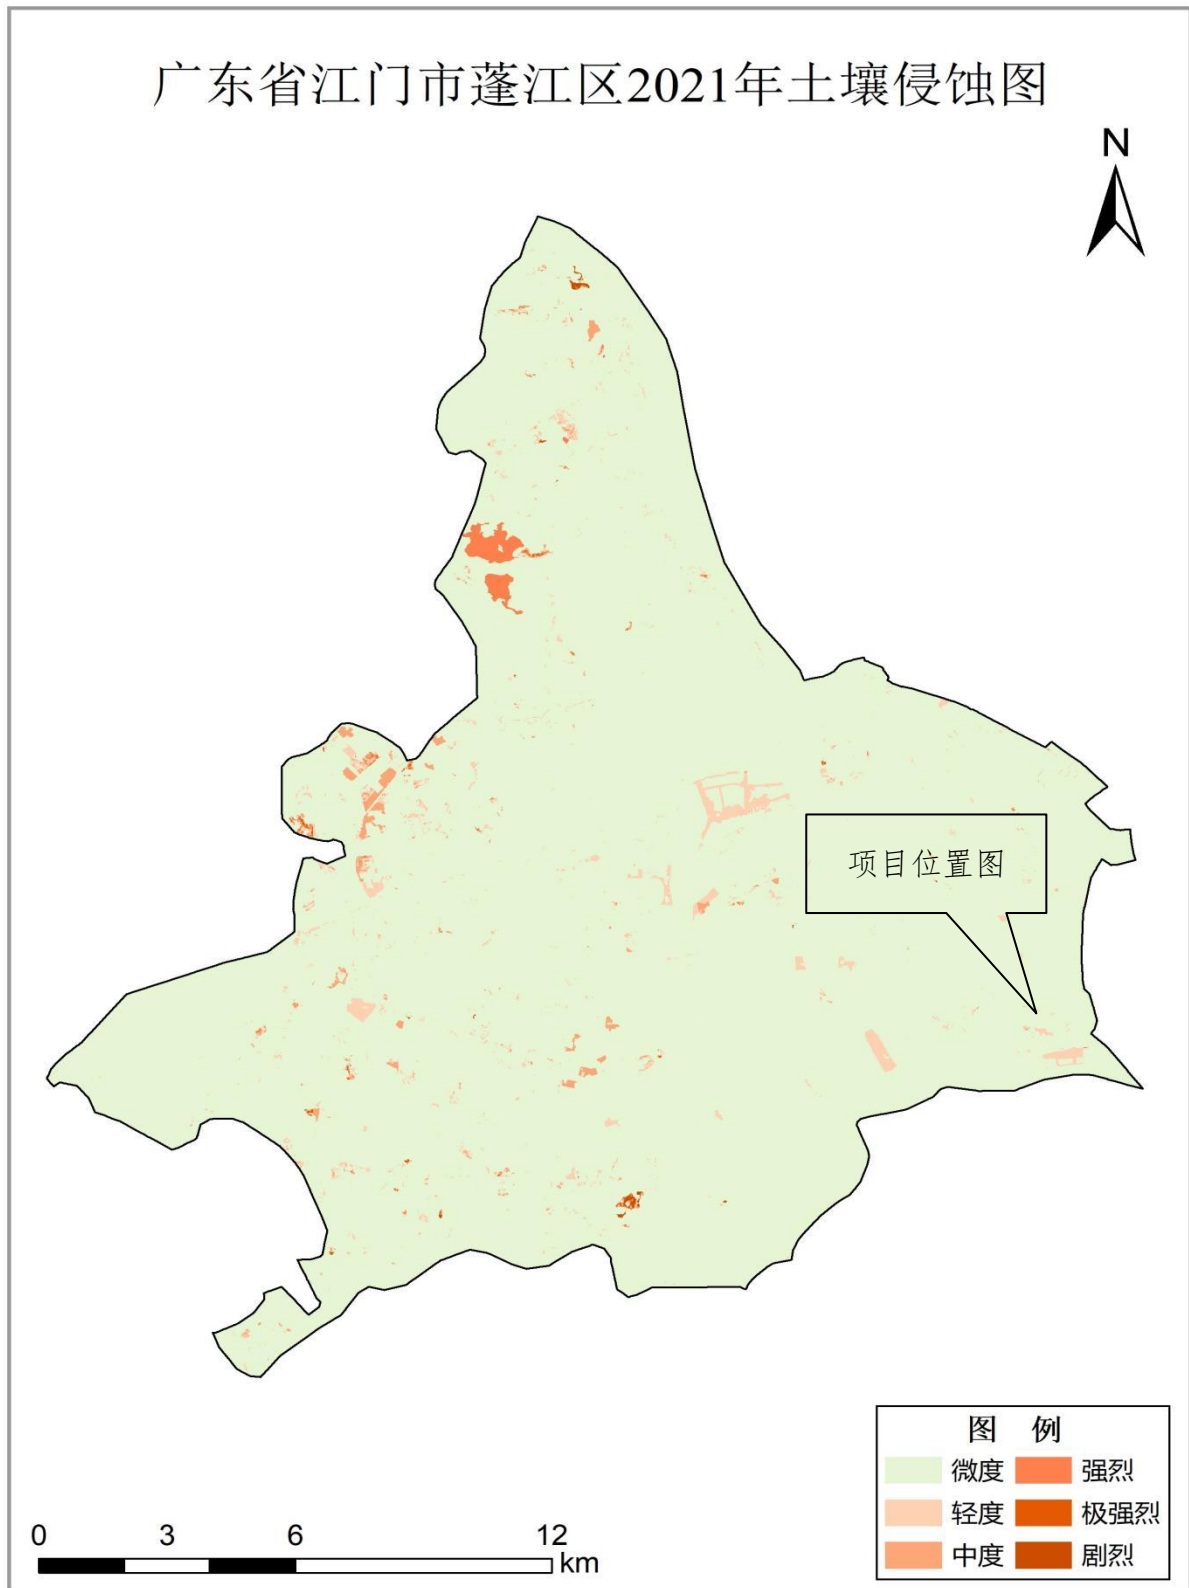 广东省江门市蓬江区2021年土壤侵蚀图
N
项目位置图
图 例
微度 强烈
轻度 极强烈
中度 剧烈
0 3 6 12
km